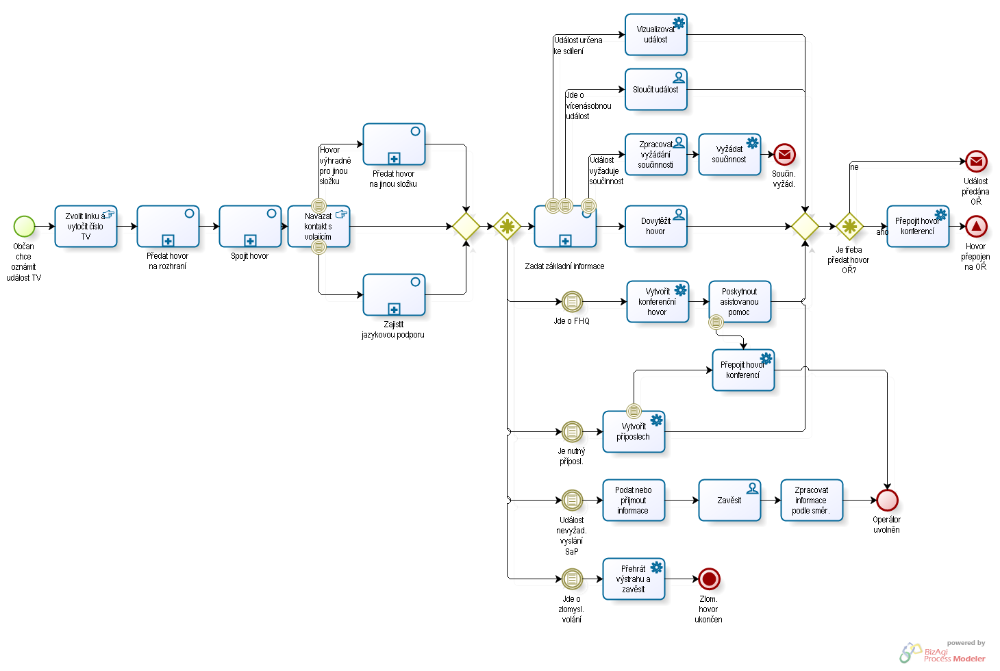 Občan
chce
oznámit
událost TV
Zvolit linku a
vytočit číslo
TV
Předat hovor
na rozhraní
Spojit hovor
Navázat
kontakt s
volajícím
Hovor
výhradně
pro jinou
složku
Předat hovor
na jinou složku
Zajistit
jazykovou podporu
Zadat základní informace
Událost určena
ke sdílení
Vizualizovat
událost
Jde o
vícenásobnou
událost
Sloučit událost
Událost
vyžaduje
součinnost
Zpracovat
vyžádání
součinnosti
Vyžádat
součinnost
Součin.
vyžád.
Dovytěžit
hovor
Jde o FHQ
Vytvořit
konferenční
hovor
Poskytnout
asistovanou
pomoc
Přepojit hovor
konferencí
Je nutný
příposl.
Vytvořit
příposlech
Událost
nevyžad.
vyslání
SaP
Podat nebo
přijmout
informace
Zavěsit
Zpracovat
informace
podle směr.
Operátor
uvolněn
Jde o
zlomysl.
volání
Přehrát
výstrahu a
zavěsit
Zlom.
hovor
ukončen
Je třeba
předat hovor
OŘ?
ne
ano
Událost
předána
OŘ
Přepojit hovor
konferencí
Hovor
přepojen
na OŘ
powered by
BizAgi
Process Modeler